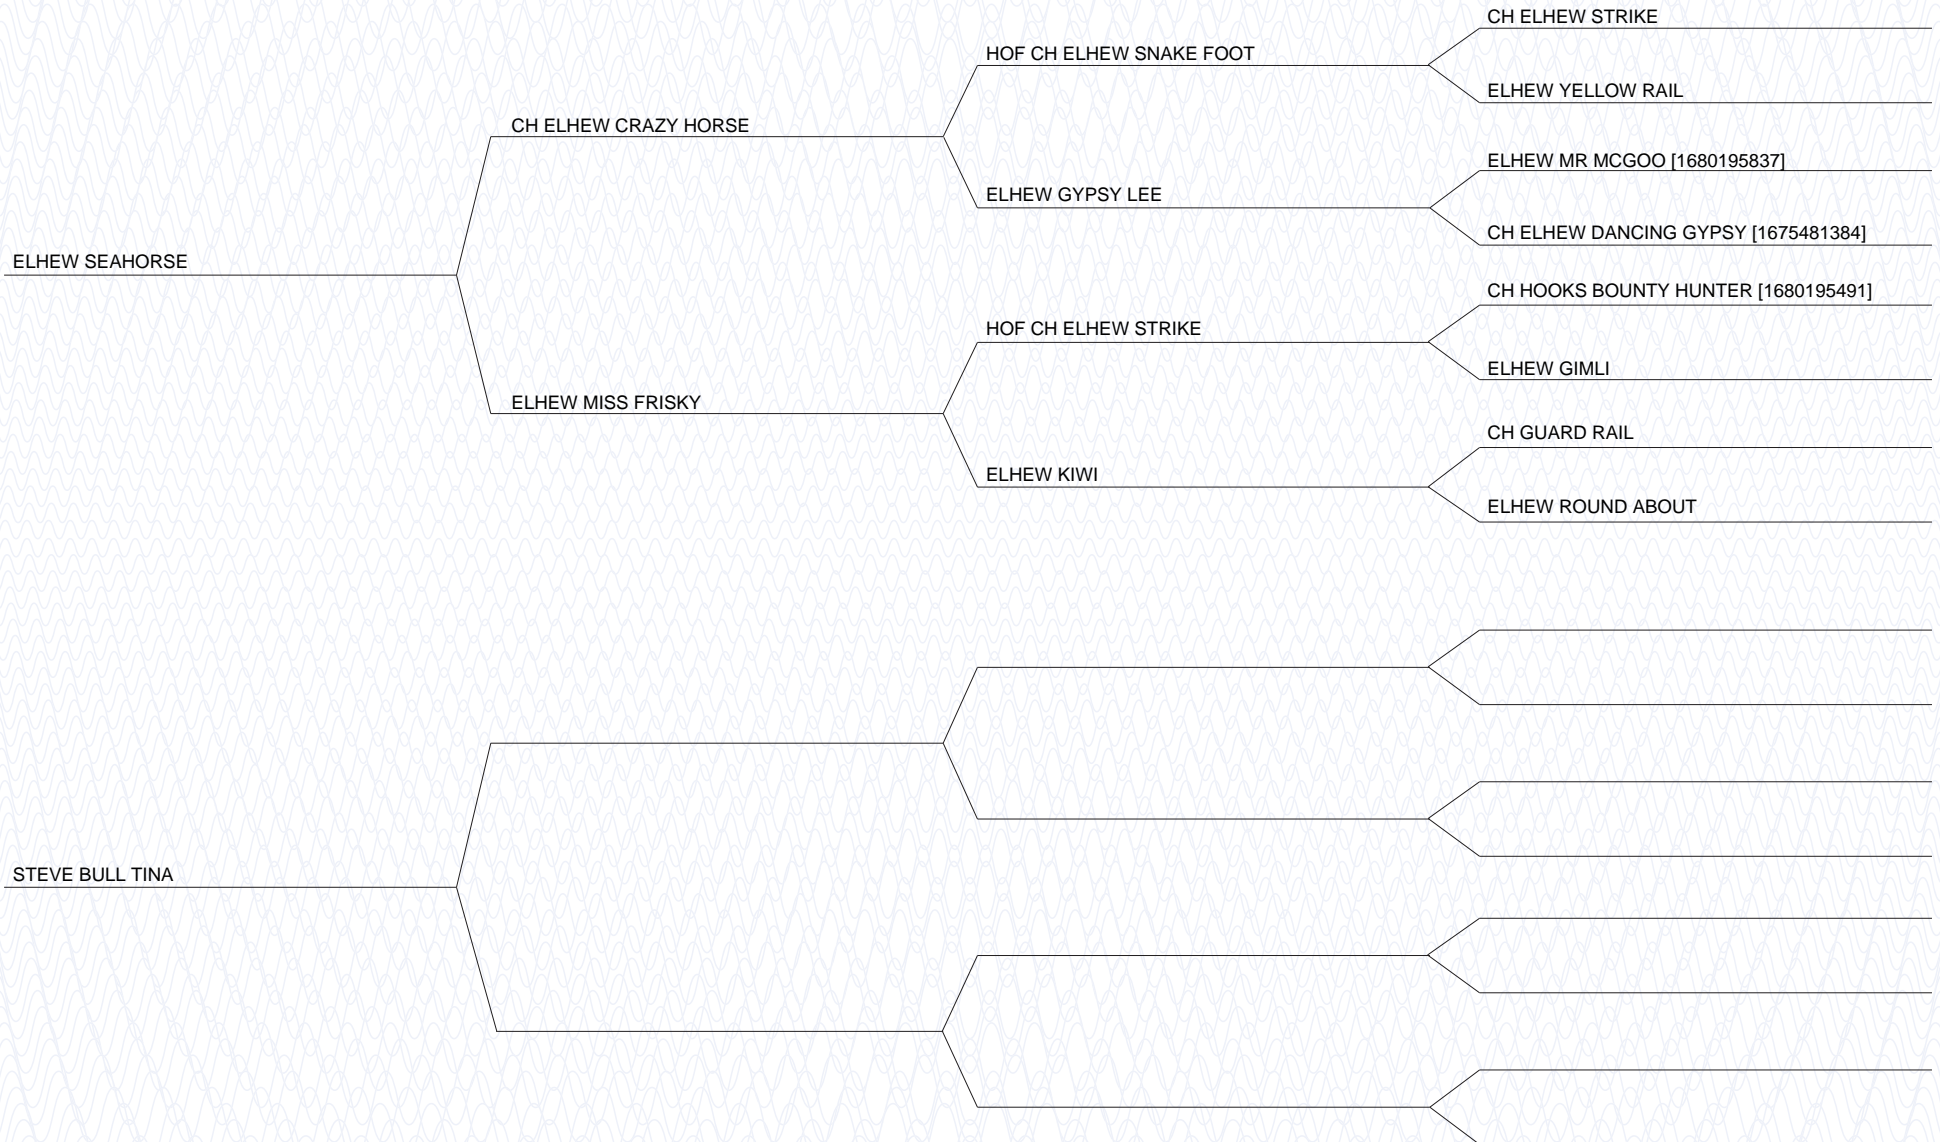 CH ELHEW STRIKE
HOF CH ELHEW SNAKE FOOT
ELHEW YELLOW RAIL
CH ELHEW CRAZY HORSE
ELHEW MR MCGOO [1680195837]
ELHEW GYPSY LEE
CH ELHEW DANCING GYPSY [1675481384]
ELHEW SEAHORSE
CH HOOKS BOUNTY HUNTER [1680195491]
HOF CH ELHEW STRIKE
ELHEW GIMLI
ELHEW MISS FRISKY
CH GUARD RAIL
ELHEW KIWI
ELHEW ROUND ABOUT
STEVE BULL TINA